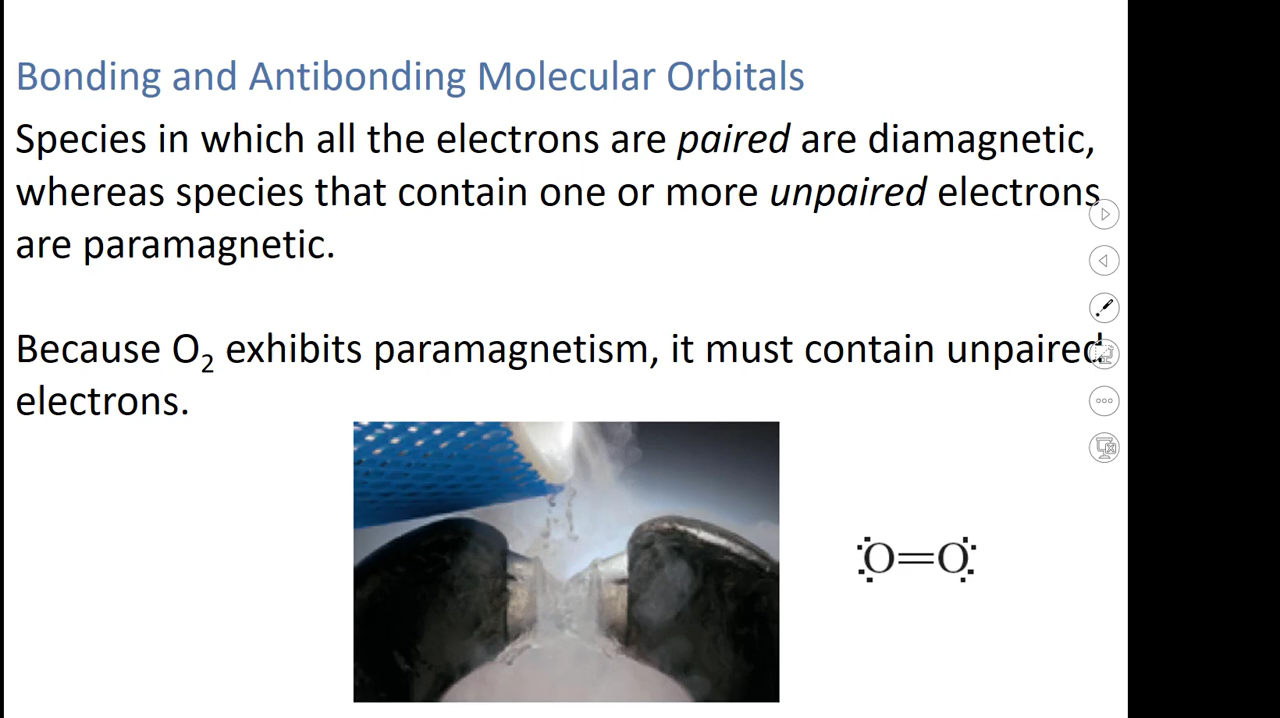 Bonding and Antibonding Molecular Orbitals
Species in which all the electrons are paired are diamagnetic,
whereas species that contain one or more unpaired electrons
are paramagnetic.
Because O₂ exhibits paramagnetism, it must contain unpaired
electrons.
O=O